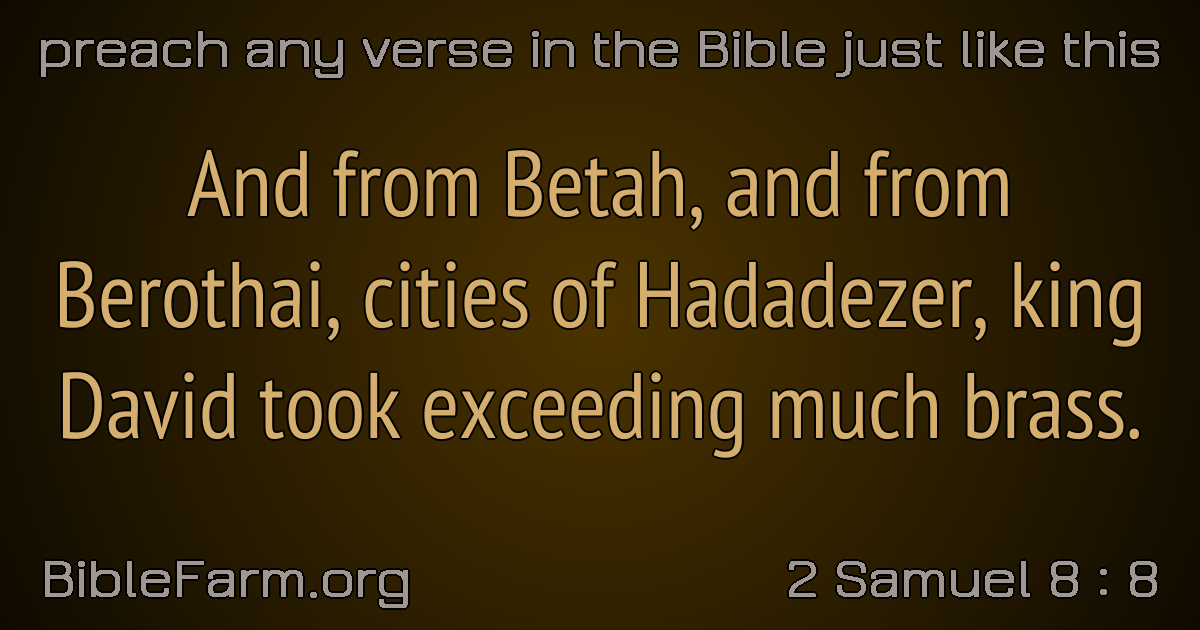 preach any verse in the Bible just like this
And from Betah, and from
Berothai, cities of Hadadezer, king
David took exceeding much brass.
BibleFarm.org
2 Samuel 8 : 8